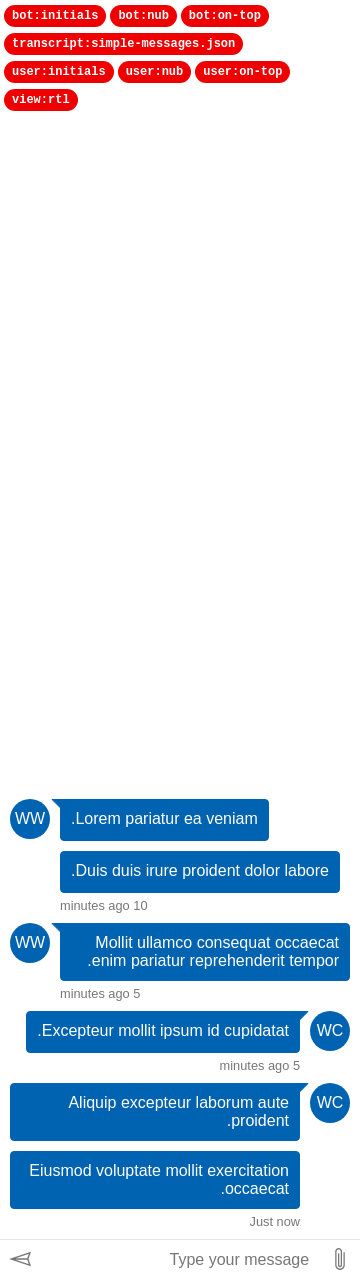 bot:initials bot:nub bot:on-top
transcript:simple-messages.json
user:initials user:nub user:on-top
view:rtl
WW .Lorem pariatur ea veniam
.Duis duis irure proident dolor labore
minutes ago 10
WW Mollit ullamco consequat occaecat
.enim pariatur reprehenderit tempor
minutes ago 5
.Excepteur mollit ipsum id cupidatat WC
minutes ago 5
Aliquip excepteur laborum aute WC
.proident
Eiusmod voluptate mollit exercitation
.occaecat
Just now
Type your message